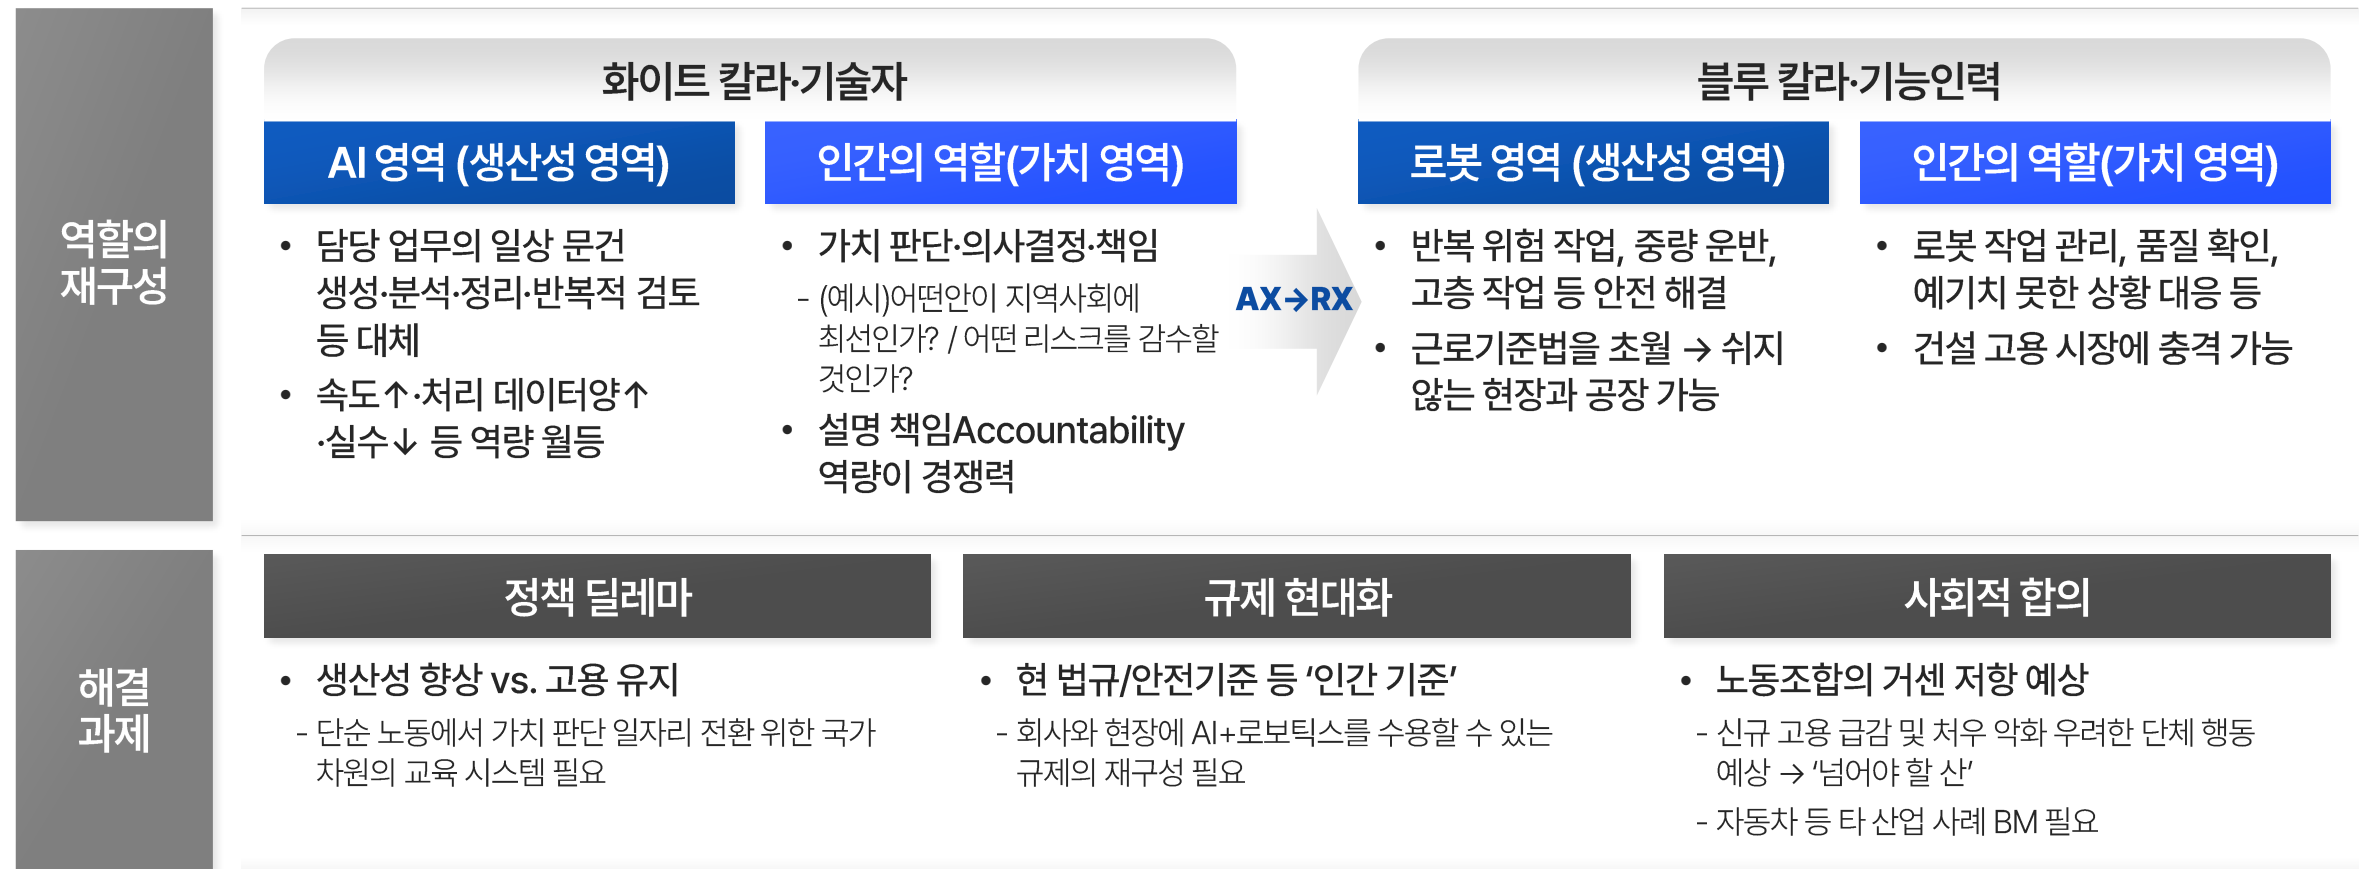 역할의
재구성
화이트 칼라·기술자
AI 영역 (생산성 영역)
• 담당 업무의 일상 문건
생성·분석·정리·반복적 검토
등 대체
• 속도↑·처리 데이터양↑
·실수↓ 등 역량 월등
인간의 역할(가치 영역)
• 가치 판단·의사결정·책임
- (예시)어떤안이 지역사회에
최선인가? / 어떤 리스크를 감수할
것인가?
• 설명 책임Accountability
역량이 경쟁력
AX→RX
블루 칼라·기능인력
로봇 영역 (생산성 영역)
• 반복 위험 작업, 중량 운반,
고층 작업 등 안전 해결
• 근로기준법을 초월 → 쉬지
않는 현장과 공장 가능
인간의 역할(가치 영역)
• 로봇 작업 관리, 품질 확인,
예기치 못한 상황 대응 등
• 건설 고용 시장에 충격 가능
해결
과제
정책 딜레마
• 생산성 향상 vs. 고용 유지
- 단순 노동에서 가치 판단 일자리 전환 위한 국가
차원의 교육 시스템 필요
규제 현대화
• 현 법규/안전기준 등 ‘인간 기준’
- 회사와 현장에 AI+로보틱스를 수용할 수 있는
규제의 재구성 필요
사회적 합의
• 노동조합의 거센 저항 예상
- 신규 고용 급감 및 처우 악화 우려한 단체 행동
예상 → ‘넘어야 할 산’
- 자동차 등 타 산업 사례 BM 필요